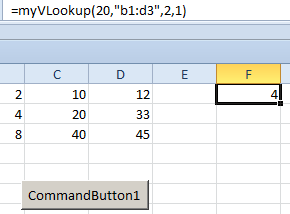 =myVLookup(20,"b1:d3",2,1)
C D E F
2 10 12 4
4 20 33
8 40 45
CommandButton1